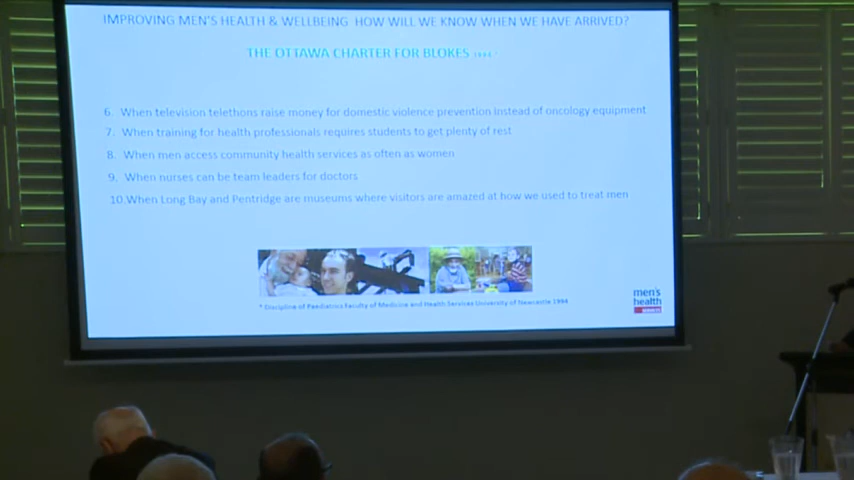 IMPROVING MEN'S HEALTH & WELLBEING HOW WILL WE KNOW WHEN WE HAVE ARRIVED?
THE OTTAWA CHARTER FOR BLOKES 1994 *
6. When television telethons raise money for domestic violence prevention instead of oncology equipment
7. When training for health professionals requires students to get plenty of rest
8. When men access community health services as often as women
9. When nurses can be team leaders for doctors
10.When Long Bay and Pentridge are museums where visitors are amazed at how we used to treat men
* Discipline of Paediatrics Faculty of Medicine and Health Services University of Newcastle 1994
men's
health